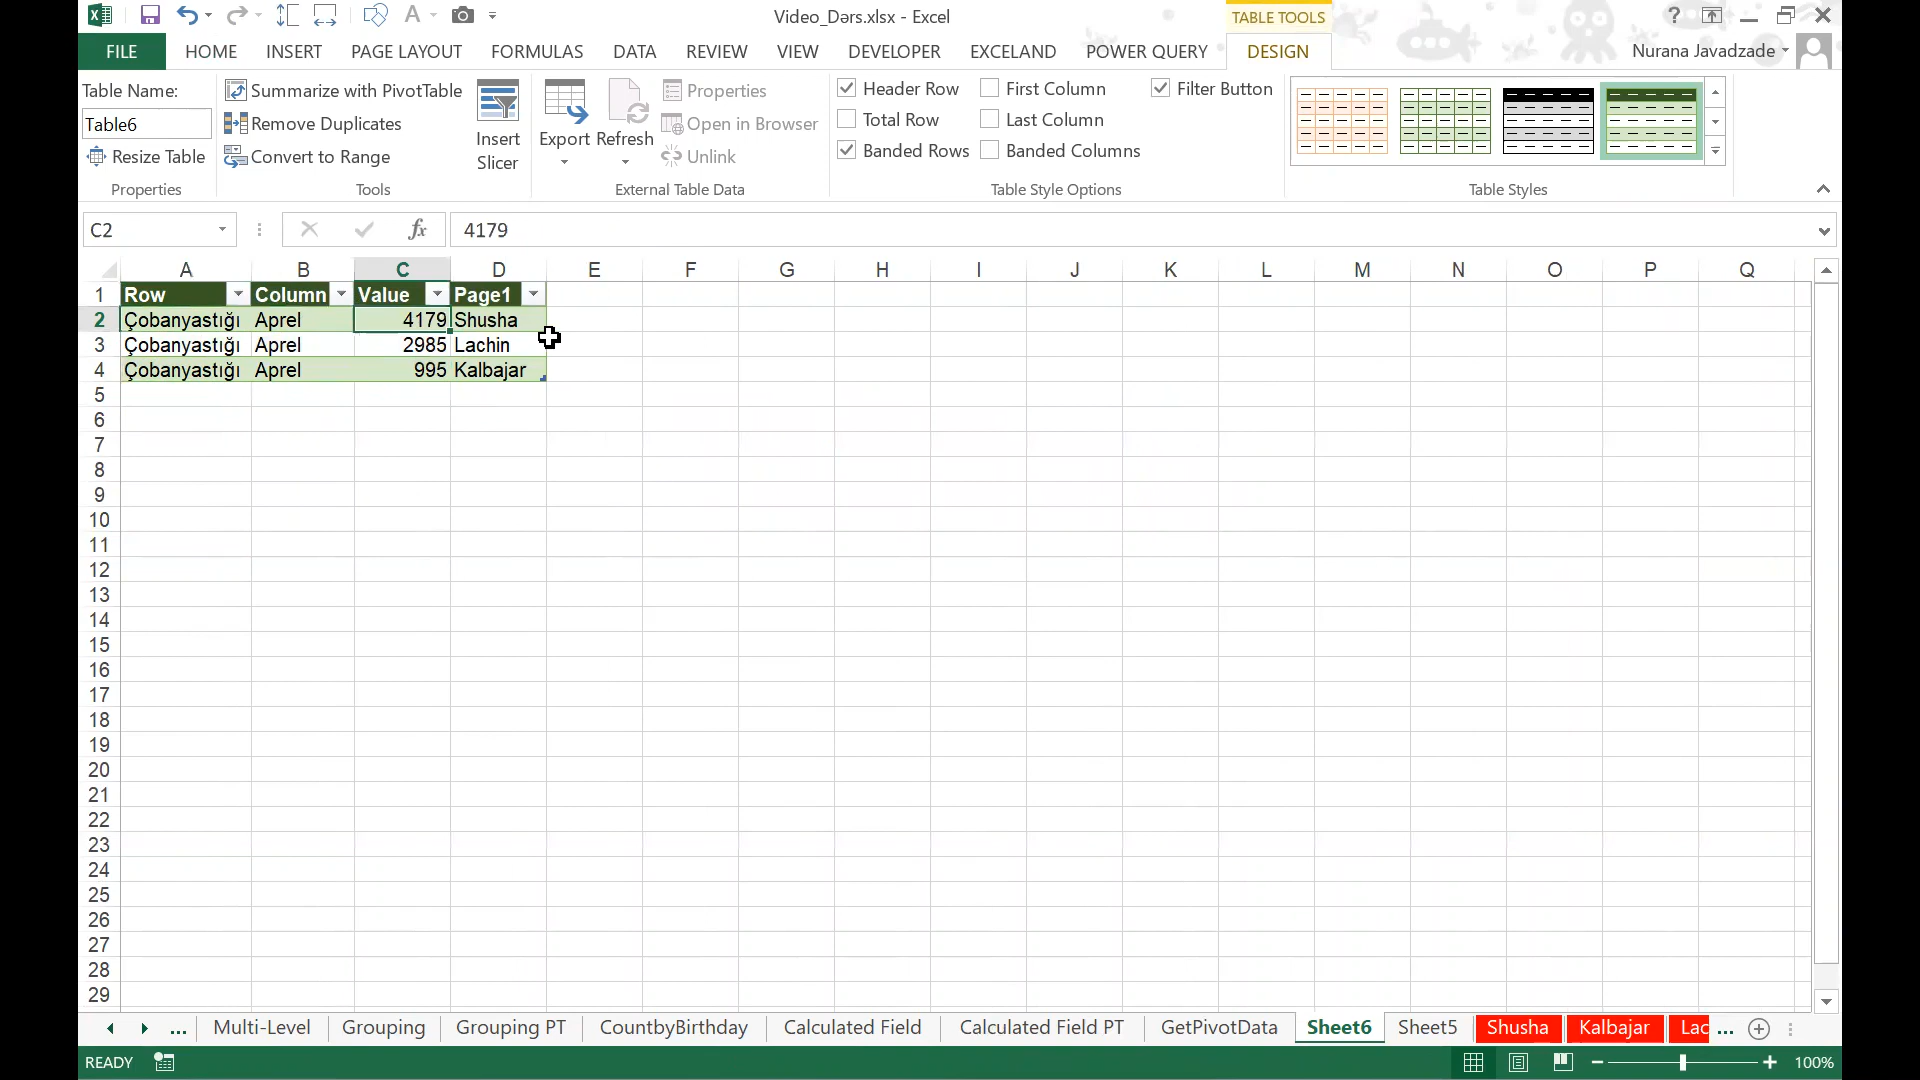 Video_Dərs.xlsx - Excel
TABLE TOOLS
FILE HOME INSERT PAGE LAYOUT FORMULAS DATA REVIEW VIEW DEVELOPER EXCELAND POWER QUERY DESIGN Nurana Javadzade
Table Name:
Table6
Resize Table
Properties
Summarize with PivotTable
Remove Duplicates
Convert to Range
Tools
Insert
Slicer
Export
Refresh
Properties
Open in Browser
Unlink
External Table Data
Header Row
Total Row
Banded Rows
First Column
Last Column
Banded Columns
Filter Button
Table Style Options
Table Styles
C2 fx 4179
A B C D E F G H I J K L M N O P Q
1 Row Column Value Page1
2 Çobanyastığı Aprel 4179 Shusha
3 Çobanyastığı Aprel 2985 Lachin
4 Çobanyastığı Aprel 995 Kalbajar
5
6
7
8
9
10
11
12
13
14
15
16
17
18
19
20
21
22
23
24
25
26
27
28
29
... Multi-Level Grouping Grouping PT CountbyBirthday Calculated Field Calculated Field PT GetPivotData Sheet6 Sheet5 Shusha Kalbajar Lac ...
READY 100%